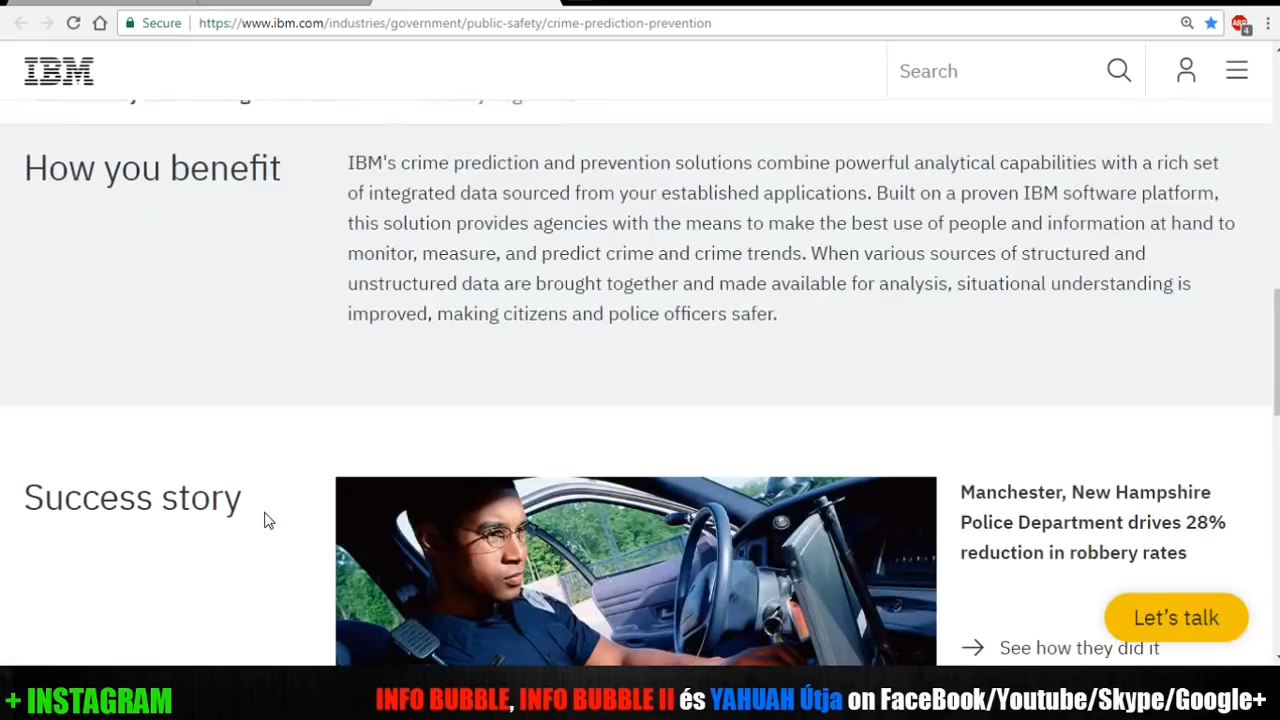 Secure
https://www.ibm.com/industries/government/public-safety/crime-prediction-prevention
ABP
4
IBM
Search
How you benefit
IBM's crime prediction and prevention solutions combine powerful analytical capabilities with a rich set
of integrated data sourced from your established applications. Built on a proven IBM software platform,
this solution provides agencies with the means to make the best use of people and information at hand to
monitor, measure, and predict crime and crime trends. When various sources of structured and
unstructured data are brought together and made available for analysis, situational understanding is
improved, making citizens and police officers safer.
Success story
Manchester, New Hampshire
Police Department drives 28%
reduction in robbery rates
Let's talk
See how they did it
+ INSTAGRAM
INFO BUBBLE, INFO BUBBLE II és YAHUAH Útja on FaceBook/Youtube/Skype/Google+